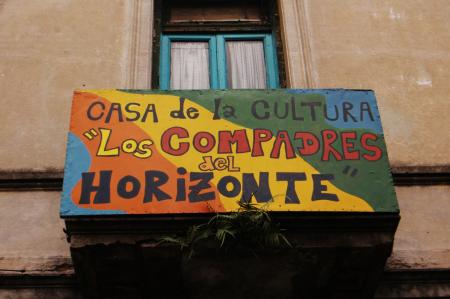 CASA de la CULTURA
"LOS COMPADRES
del
HORIZONTE"